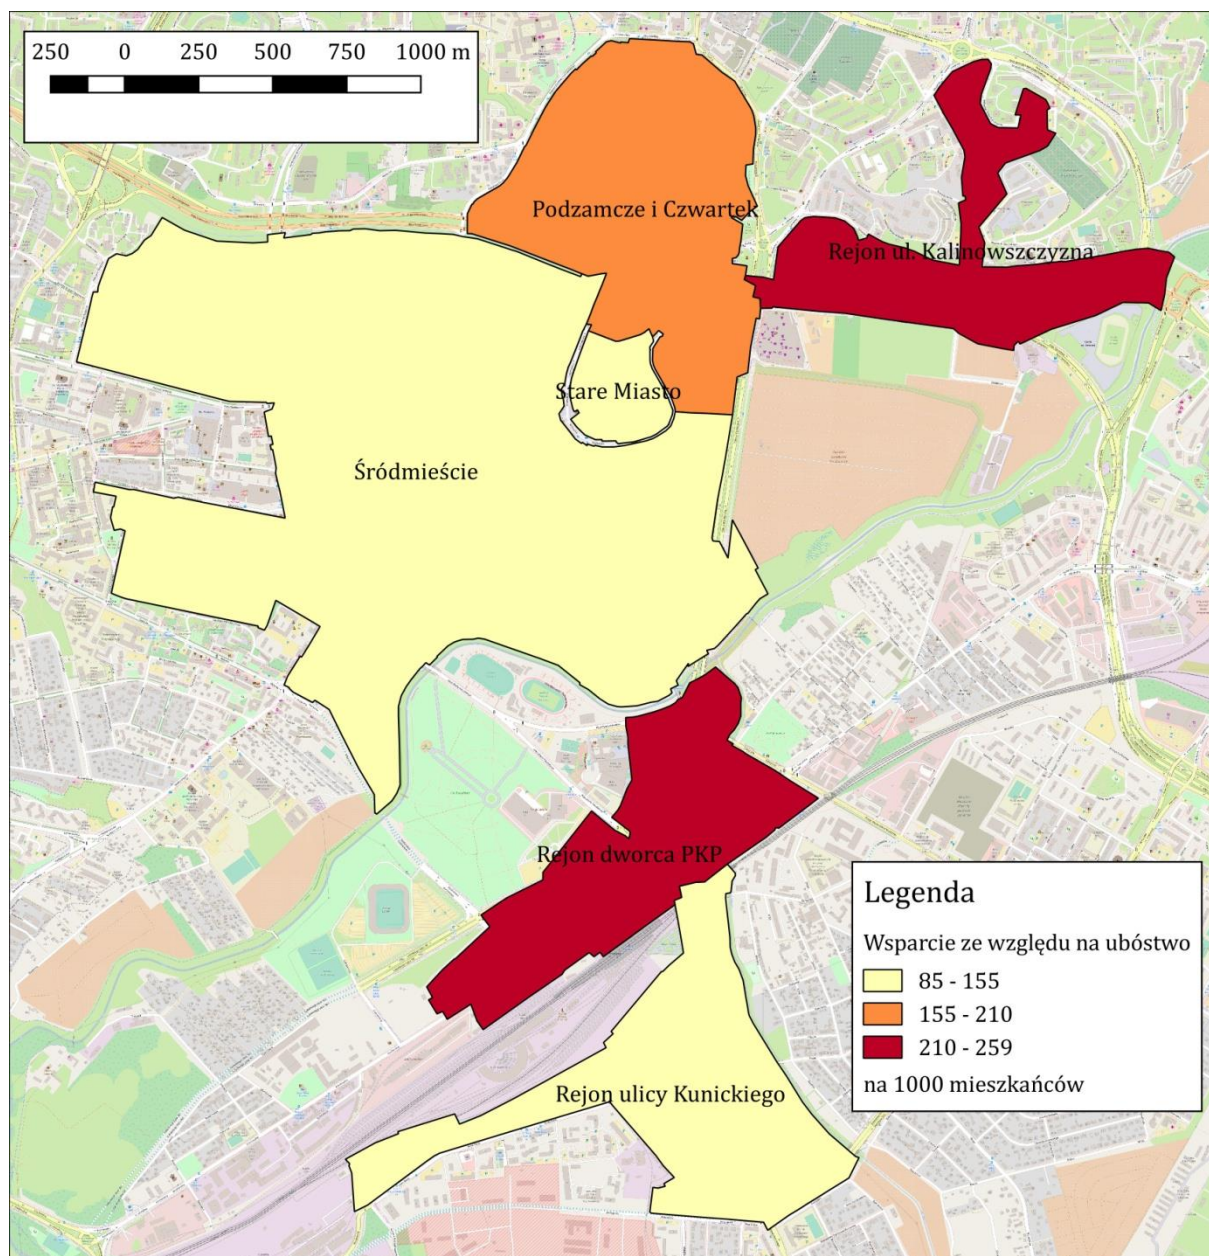 250 0 250 500 750 1000 m
Podzamcze i Czwartek
Rejon ul. Kalinowszczyzna
Stare Miasto
Śródmieście
Rejon dworca PKP
Legenda
Wsparcie ze względu na ubóstwo
85 - 155
155 - 210
210 - 259
na 1000 mieszkańców
Rejon ulicy Kunickiego